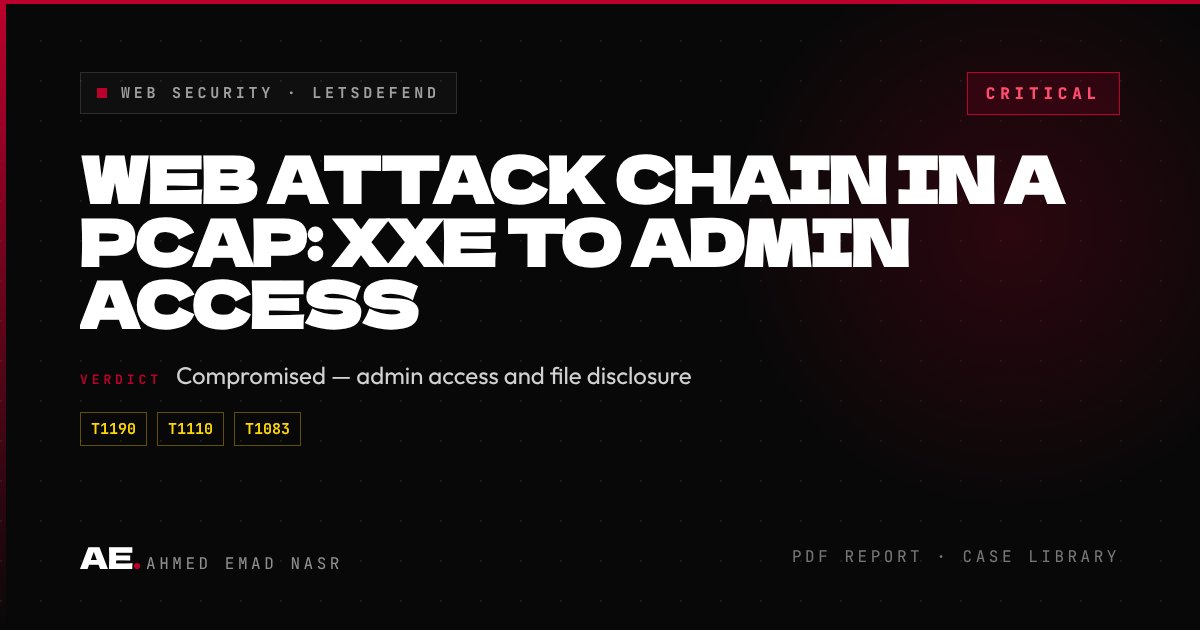 WEB SECURITY · LETSDEFEND
CRITICAL
WEB ATTACK CHAIN IN A
PCAP: XXE TO ADMIN
ACCESS
VERDICT Compromised — admin access and file disclosure
T1190 T1110 T1083
AE. AHMED EMAD NASR
PDF REPORT · CASE LIBRARY